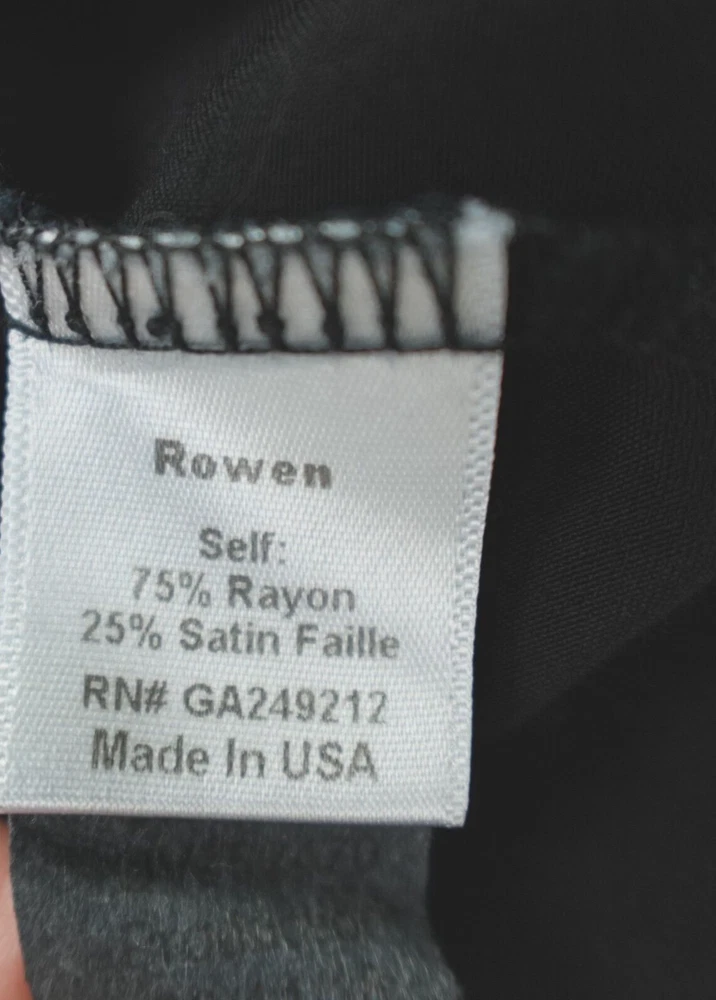 Rowen
Self:
75% Rayon
25% Satin Faille
RN# GA249212
Made In USA